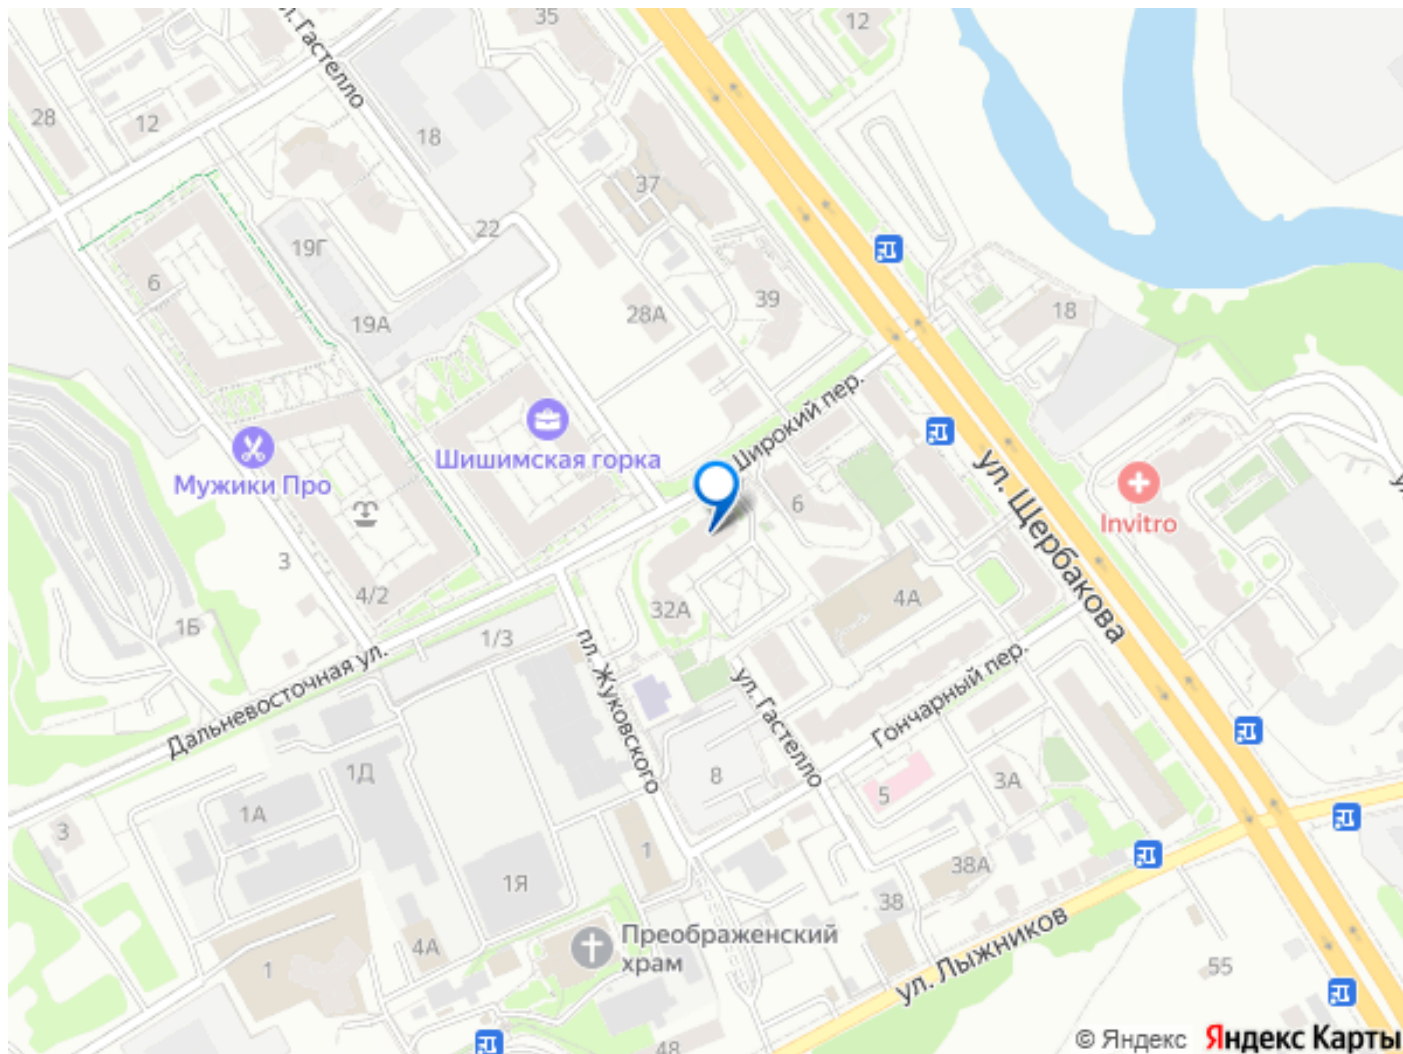 35
12
ул. Гастелло
28
12
18
37
22
19Г
6
39
18
28А
19А
Широкий пер.
Шишимская горка
Мужики Про
6
ул. Щербакова
Invitro
3
4/2
32А
4А
1Б
1/3
Дальневосточная ул.
пл. Жуковского
ул. Гастелло
Гончарный пер.
1Д
8
5
3А
1А
3
1
38А
1Я
38
Преображенский
храм
4А
1
ул. Лыжников
55
48
© Яндекс Яндекс Карты